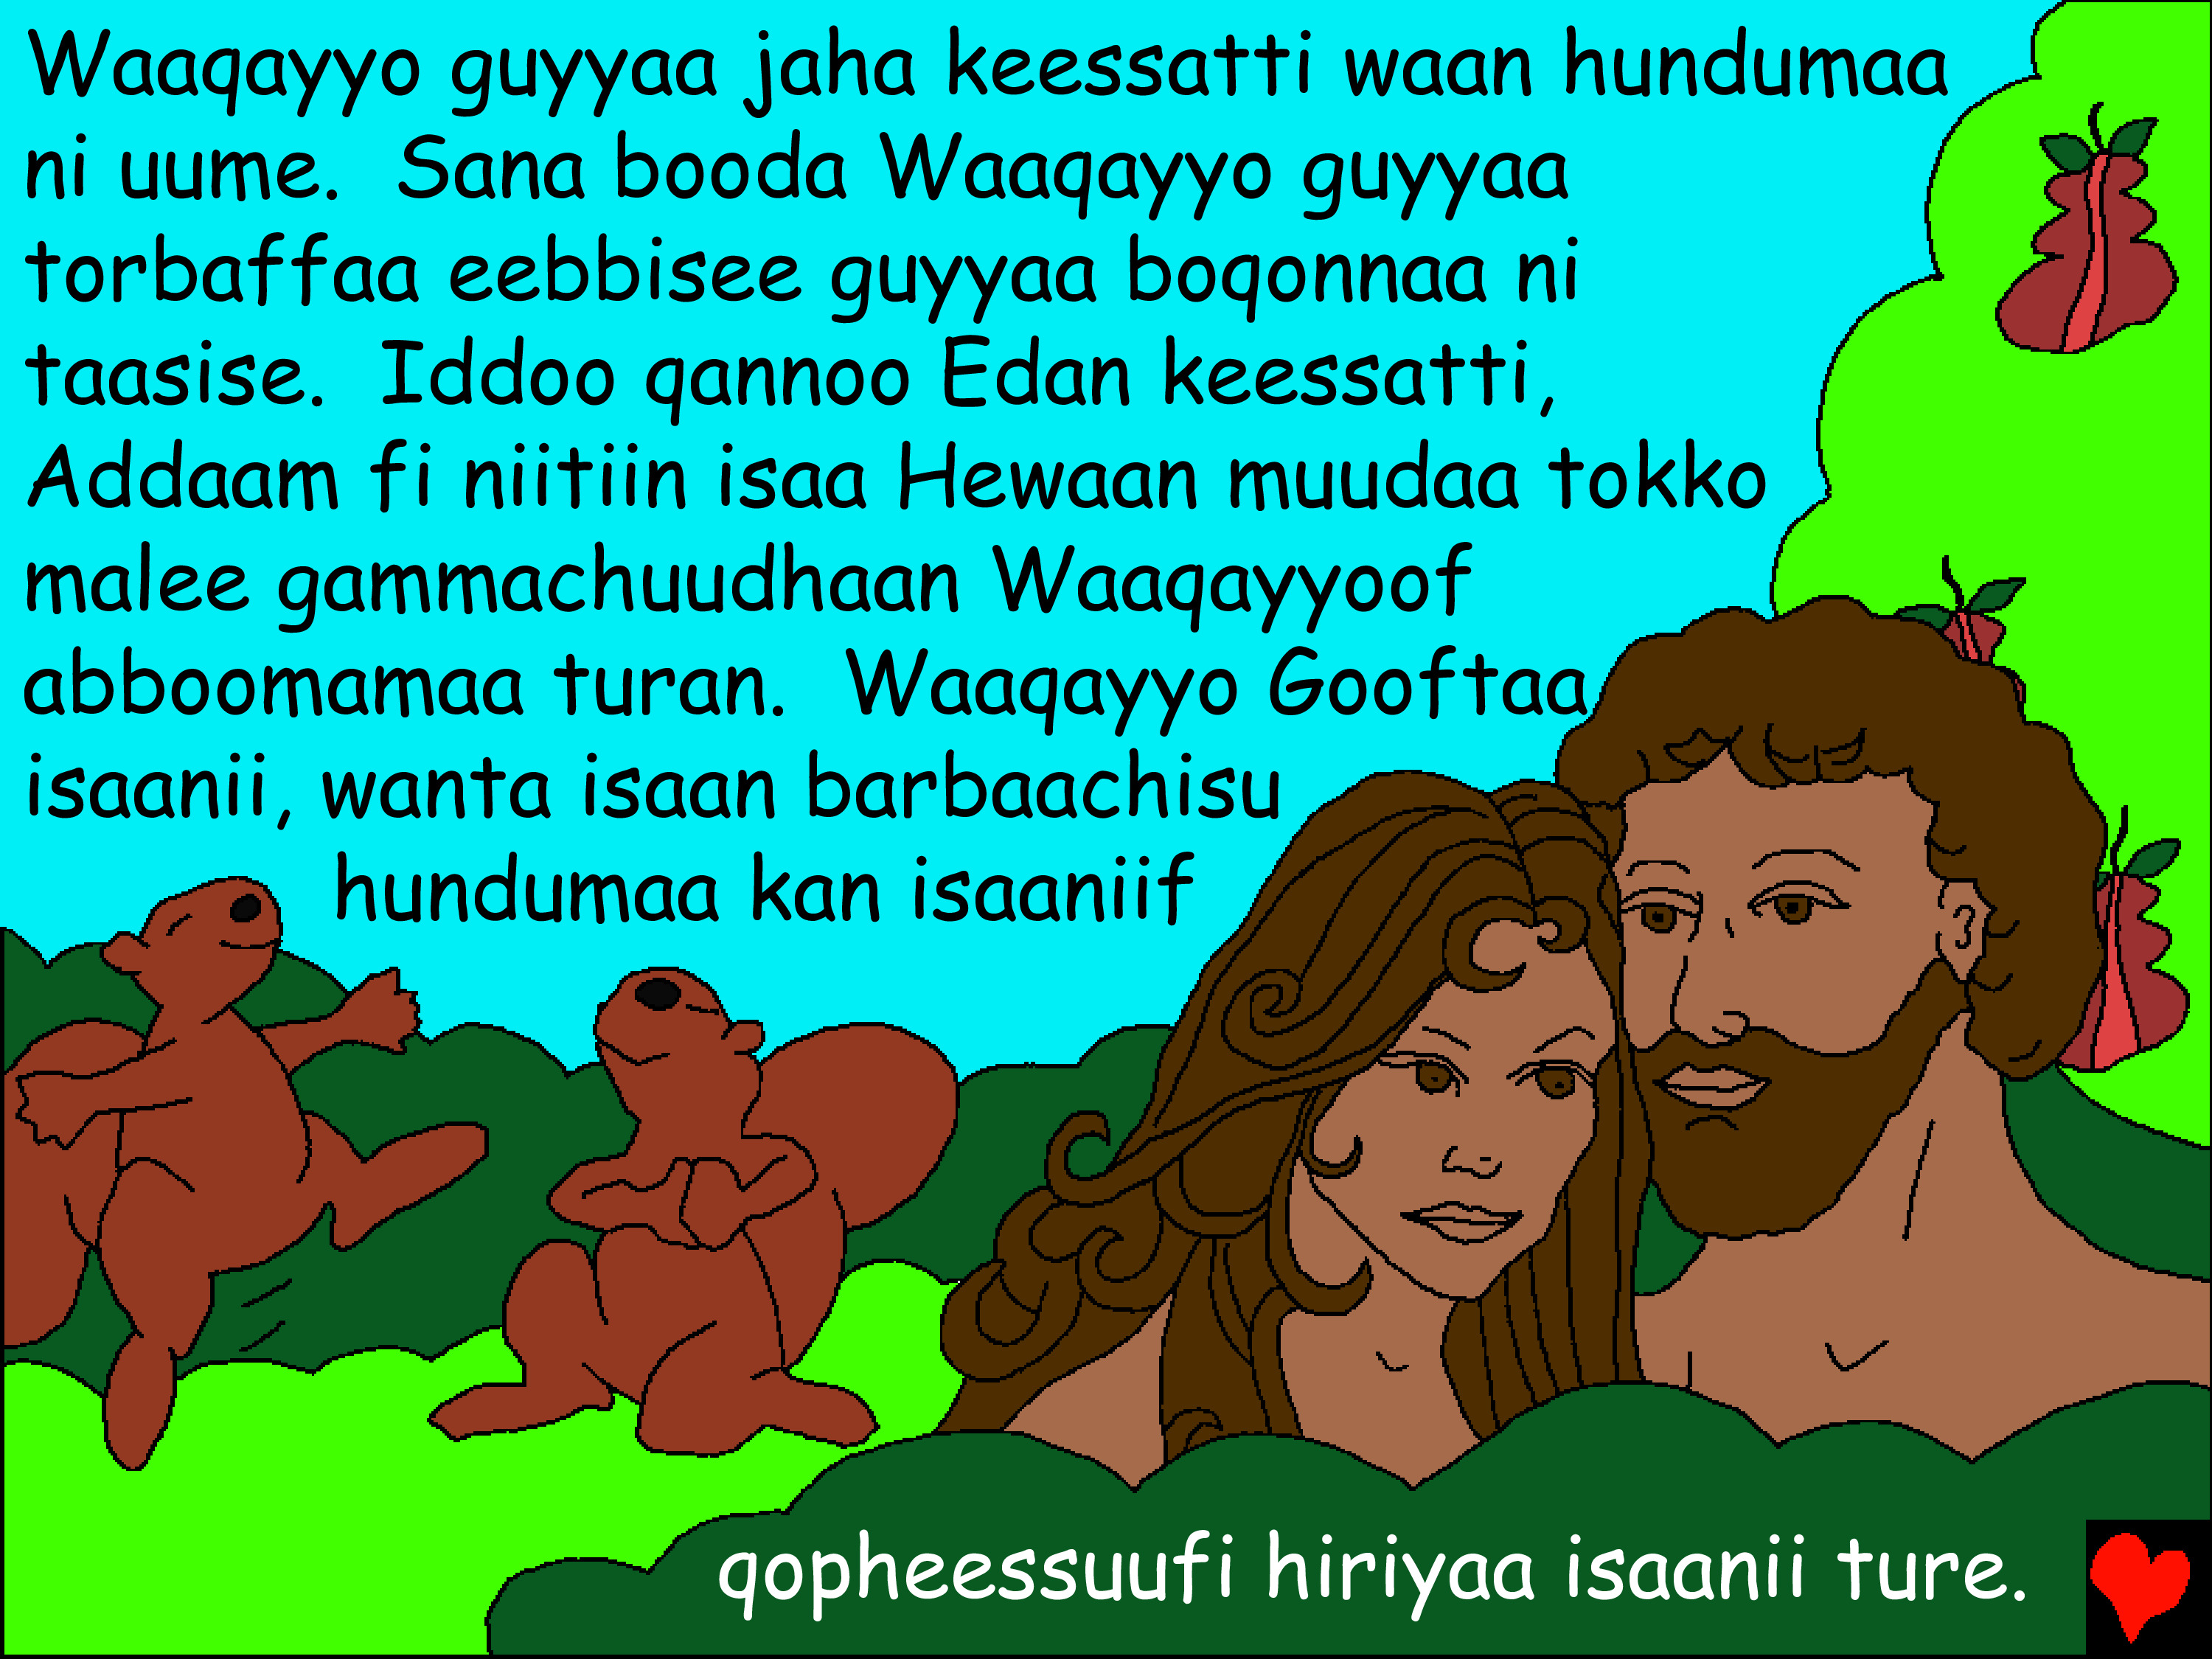 Waaqayyo guyyaa jaha keessatti waan hundumaa
ni uume.  Sana booda Waaqayyo guyyaa
torbaffaa eebbisee guyyaa boqonnaa ni
taasise.  Iddoo qannoo Edan keessatti,
Addaam fi niitiin isaa Hewaan muudaa tokko
malee gammachuudhaan Waaqayyoof
abboomamaa turan.  Waaqayyo Gooftaa
isaanii, wanta isaan barbaachisu
hundumaa kan isaaniif
qopheessuufi hiriyaa isaanii ture.